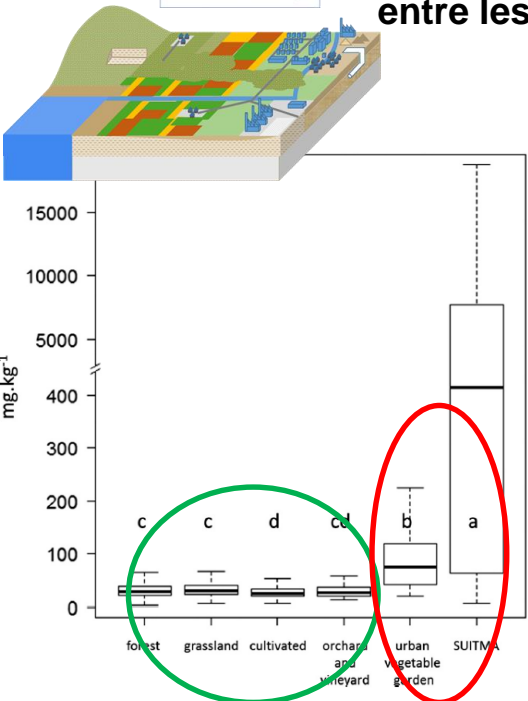 entre les
15000
10000
5000
400
300
200
100
0
mg.kg⁻¹
c c d cd b a
forest grassland cultivated orchard and vineyard urban vegetable garden SUITMA